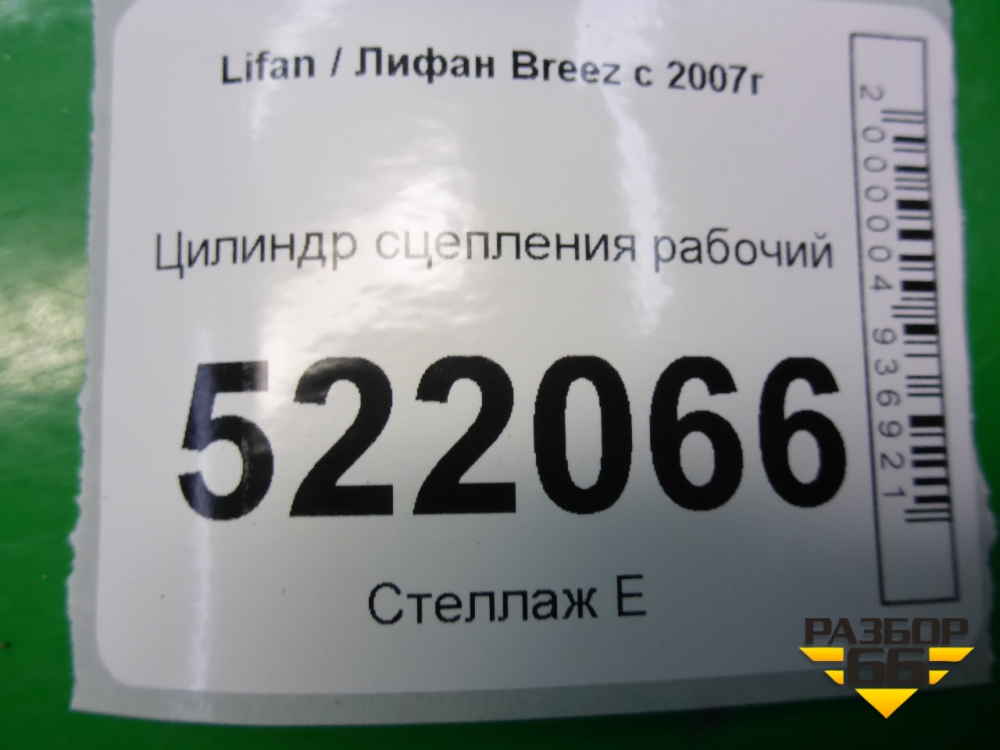 Lifan / Лифан Breez с 2007г
Цилиндр сцепления рабочий
522066
Стеллаж Е
2000004936921
РАЗБОР
66